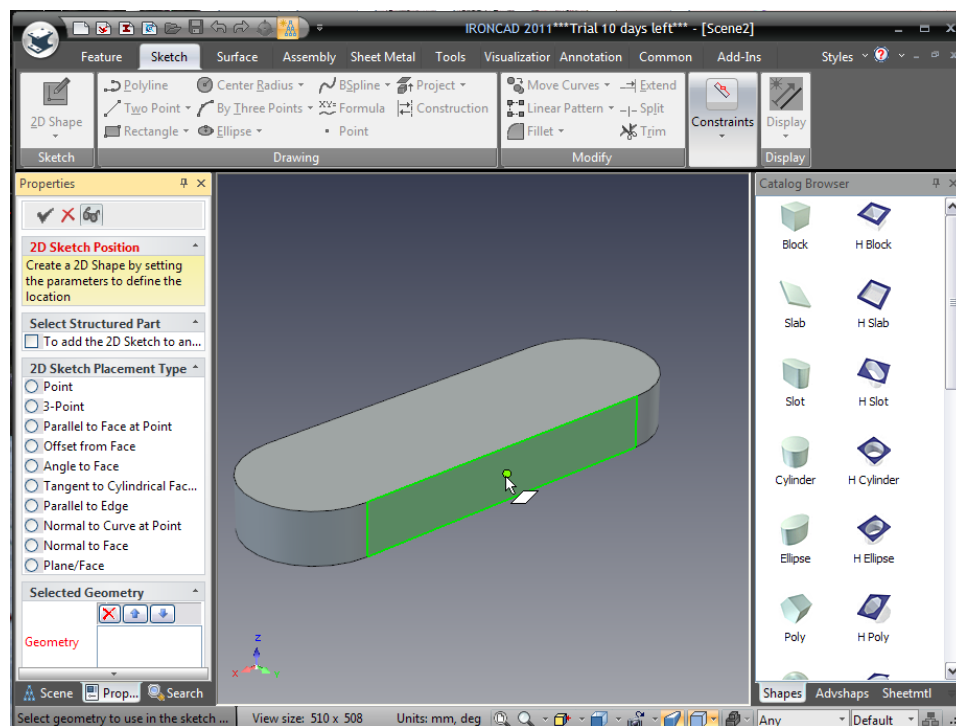 IRONCAD 2011***Trial 10 days left*** - [Scene2]
Feature Sketch Surface Assembly Sheet Metal Tools Visualization Annotation Common Add-Ins Styles
2D Shape
Sketch
Polyline Center Radius BSpline Project
Two Point By Three Points XY= Formula Construction
Rectangle Ellipse Point
Drawing
Move Curves Extend
Linear Pattern Split
Fillet Trim
Modify
Constraints
Display
Display
Properties
2D Sketch Position
Create a 2D Shape by setting
the parameters to define the
location
Select Structured Part
To add the 2D Sketch to an...
2D Sketch Placement Type
Point
3-Point
Parallel to Face at Point
Offset from Face
Angle to Face
Tangent to Cylindrical Fac...
Parallel to Edge
Normal to Curve at Point
Normal to Face
Plane/Face
Selected Geometry
Geometry
Scene Prop... Search
z
x
Catalog Browser
Block H Block
Slab H Slab
Slot H Slot
Cylinder H Cylinder
Ellipse H Ellipse
Poly H Poly
Shapes Advshaps Sheetmtl
Select geometry to use in the sketch ... View size: 510 x 508 Units: mm, deg Any Default